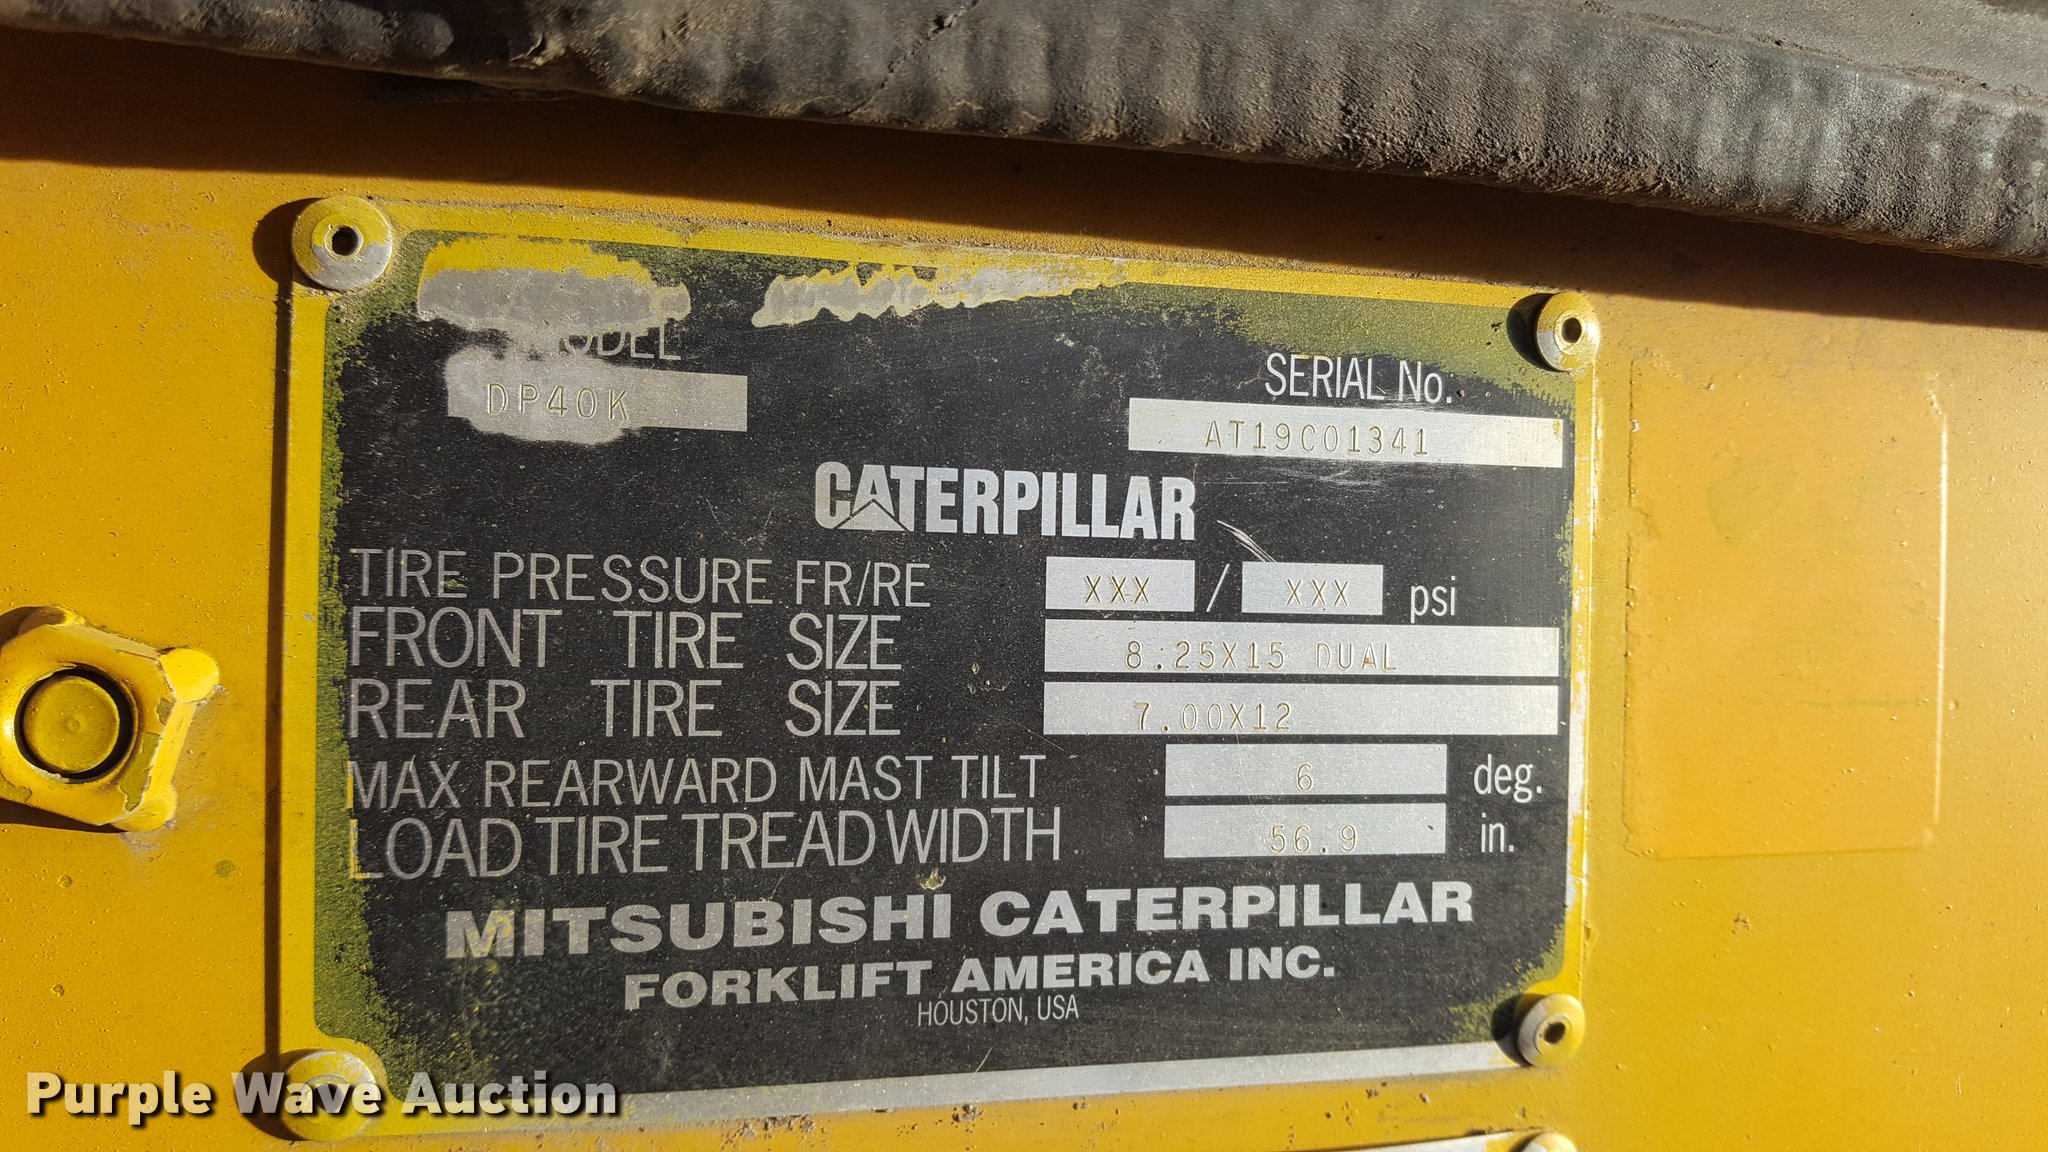 MODEL
DP40K
SERIAL No.
AT19C01341
CATERPILLAR
TIRE PRESSURE FR/RE XXX / XXX psi
FRONT TIRE SIZE 8.25X15 DUAL
REAR TIRE SIZE 7.00X12
MAX REARWARD MAST TILT 6 deg.
LOAD TIRE TREAD WIDTH 56.9 in.
MITSUBISHI CATERPILLAR
FORKLIFT AMERICA INC.
HOUSTON, USA
Purple Wave Auction